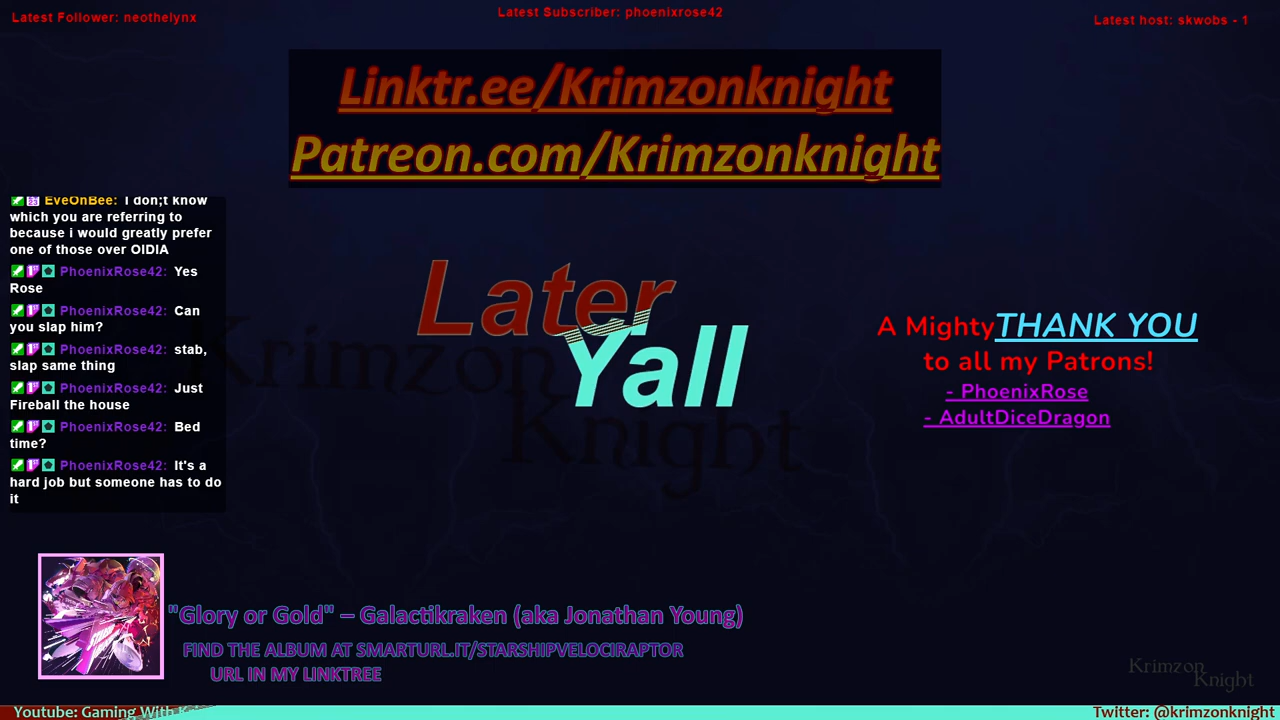 Latest Follower: neothelynx
Latest Subscriber: phoenixrose42
Latest host: skwobs - 1
Linktr.ee/Krimzonknight
Patreon.com/Krimzonknight
EveOnBee: I don;t know
which you are referring to
because i would greatly prefer
one of those over OIDIA
PhoenixRose42: Yes
Rose
PhoenixRose42: Can
you slap him?
PhoenixRose42: stab,
slap same thing
PhoenixRose42: Just
Fireball the house
PhoenixRose42: Bed
time?
PhoenixRose42: It's a
hard job but someone has to do
it
Later
Yall
Krimzon
Knight
A Mighty THANK YOU
to all my Patrons!
- PhoenixRose
- AdultDiceDragon
"Glory or Gold" – Galactikraken (aka Jonathan Young)
FIND THE ALBUM AT SMARTURL.IT/STARSHIPVELOCIRAPTOR
URL IN MY LINKTREE
Krimzon
Knight
Youtube: Gaming With K
Twitter: @krimzonknight